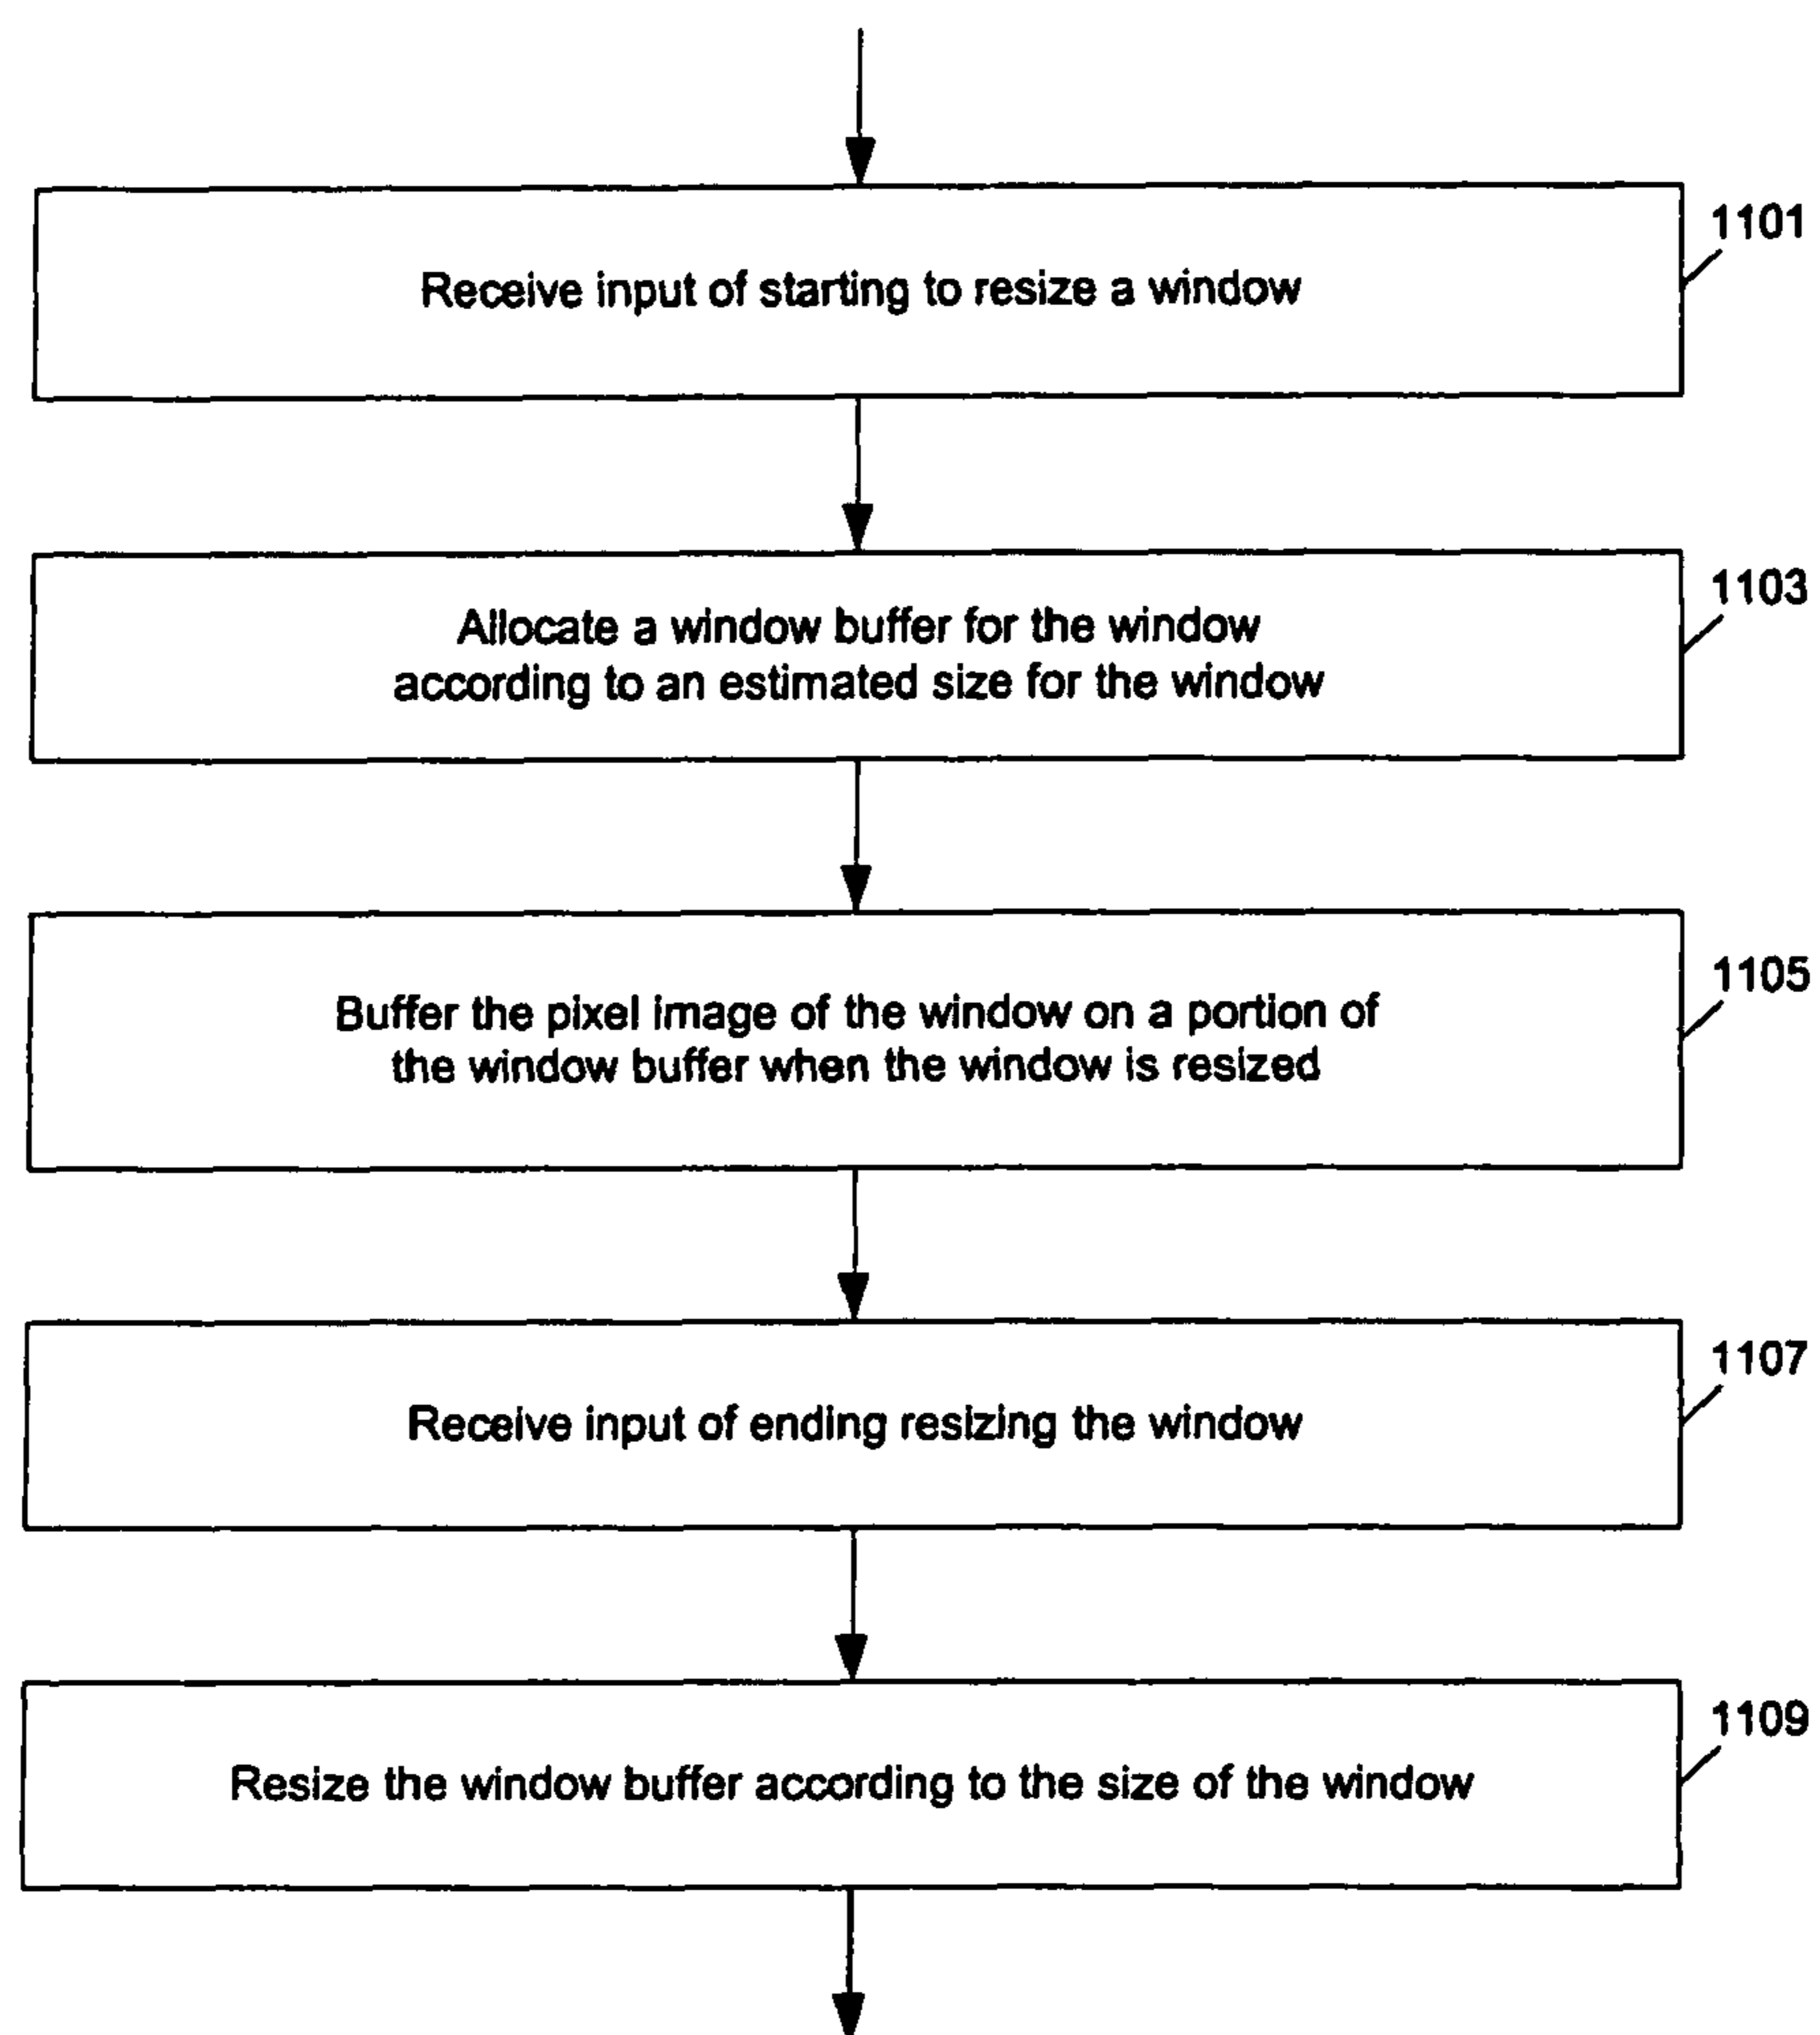 Receive input of starting to resize a window
1101
Allocate a window buffer for the window
according to an estimated size for the window
1103
Buffer the pixel image of the window on a portion of
the window buffer when the window is resized
1105
Receive input of ending resizing the window
1107
Resize the window buffer according to the size of the window
1109